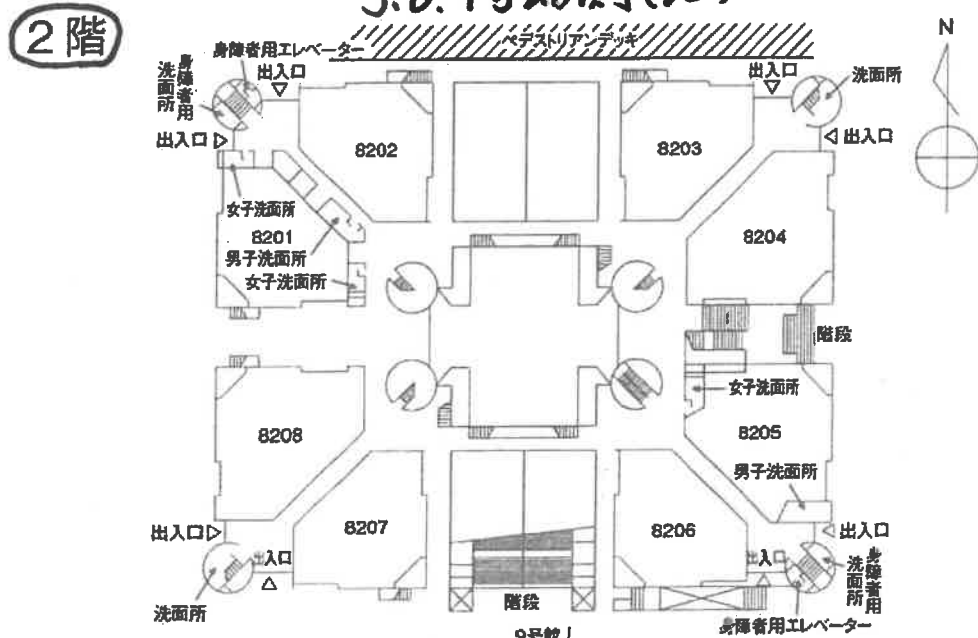 2階
ペデストリアンデッキ
N
身障者用エレベーター
出入口
身障者用
洗面所
出入口
洗面所
出入口
8202
8203
出入口
女子洗面所
8201
8204
男子洗面所
女子洗面所
階段
女子洗面所
8208
8205
男子洗面所
8207
8206
出入口
出入口
出入口
出入口
洗面所
身障者用
洗面所
階段
身障者用エレベーター